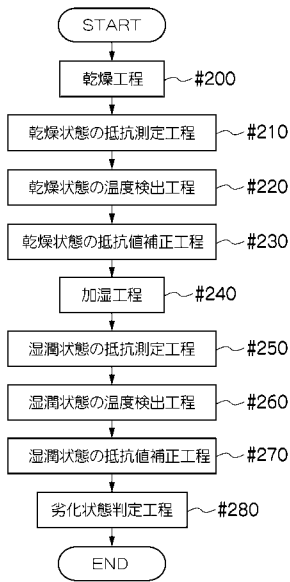 START
乾燥工程 #200
乾燥状態の抵抗測定工程 #210
乾燥状態の温度検出工程 #220
乾燥状態の抵抗値補正工程 #230
加湿工程 #240
湿潤状態の抵抗測定工程 #250
湿潤状態の温度検出工程 #260
湿潤状態の抵抗値補正工程 #270
劣化状態判定工程 #280
END